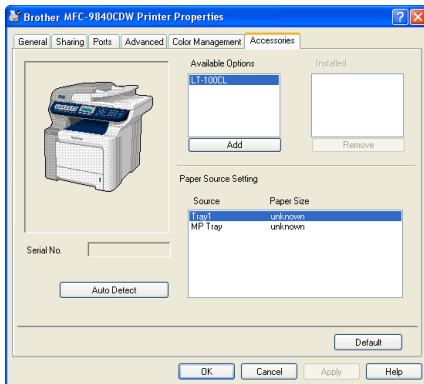 Brother MFC-9840CDW Printer Properties
General Sharing Ports Advanced Color Management Accessories
Available Options Installed
LT-100CL
Add Remove
Paper Source Setting
Source Paper Size
Tray1 unknown
MP Tray unknown
Serial No.
Auto Detect
Default
OK Cancel Apply Help